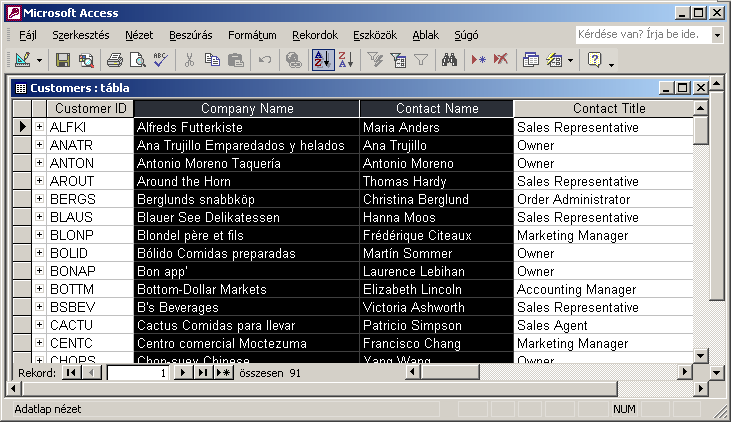 Microsoft Access
Fájl Szerkesztés Nézet Beszúrás Formátum Rekordok Eszközök Ablak Súgó Kérdése van? Írja be ide.
Customers : tábla
Customer ID Company Name Contact Name Contact Title
ALFKI Alfreds Futterkiste Maria Anders Sales Representative
ANATR Ana Trujillo Emparedados y helados Ana Trujillo Owner
ANTON Antonio Moreno Taquería Antonio Moreno Owner
AROUT Around the Horn Thomas Hardy Sales Representative
BERGS Berglunds snabbköp Christina Berglund Order Administrator
BLAUS Blauer See Delikatessen Hanna Moos Sales Representative
BLONP Blondel père et fils Frédérique Citeaux Marketing Manager
BOLID Bólido Comidas preparadas Martín Sommer Owner
BONAP Bon app' Laurence Lebihan Owner
BOTTM Bottom-Dollar Markets Elizabeth Lincoln Accounting Manager
BSBEV B's Beverages Victoria Ashworth Sales Representative
CACTU Cactus Comidas para llevar Patricio Simpson Sales Agent
CENTC Centro comercial Moctezuma Francisco Chang Marketing Manager
CHOPS Chop-suey Chinese Yang Wang Owner
Rekord: 1 összesen 91
Adatlap nézet NUM